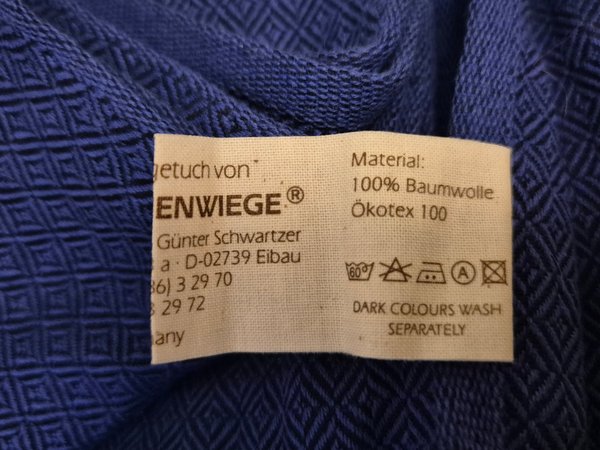 getuch von
ENWIEGE®
Günter Schwartzer
a · D-02739 Eibau
86) 3 29 70
3 29 72
any
Material:
100% Baumwolle
Ökotex 100
60°
A
DARK COLOURS WASH
SEPARATELY